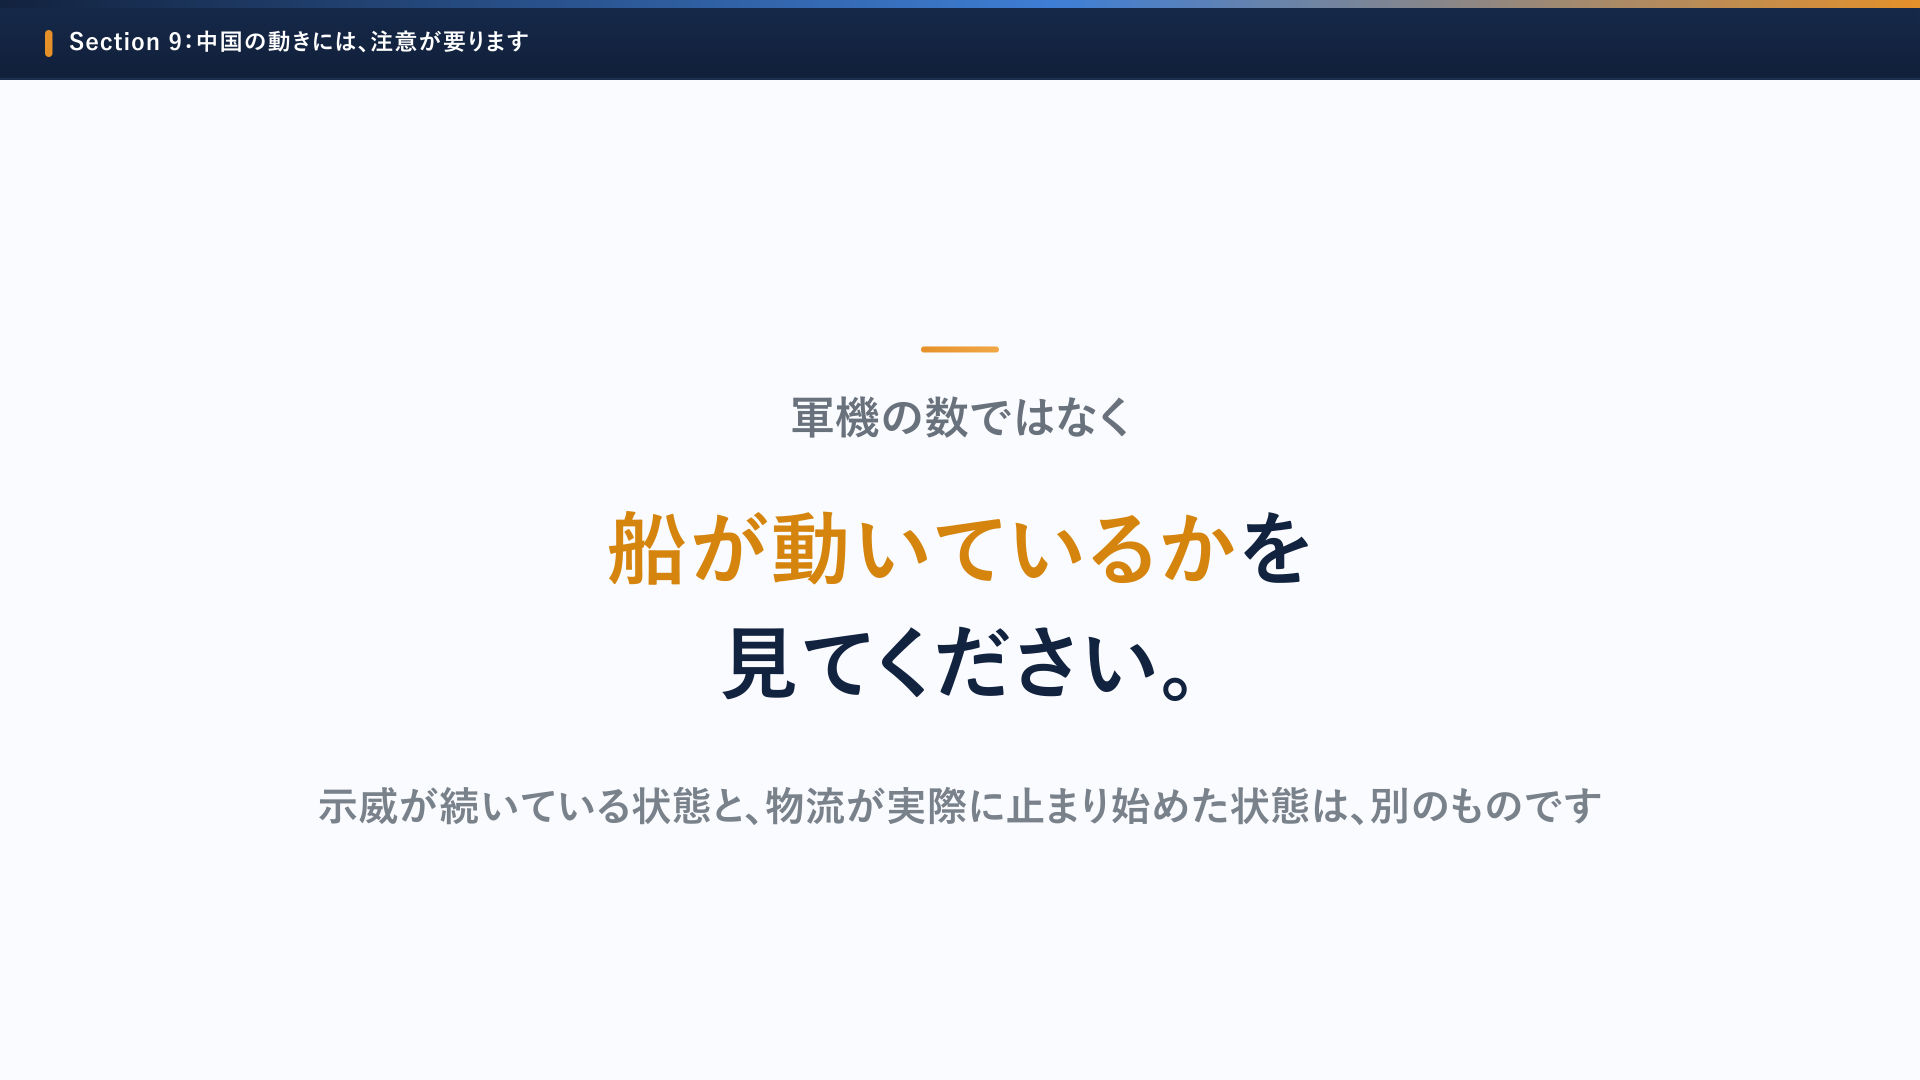 Section 9：中国の動きには、注意が要ります
軍機の数ではなく
船が動いているかを
見てください。
示威が続いている状態と、物流が実際に止まり始めた状態は、別のものです